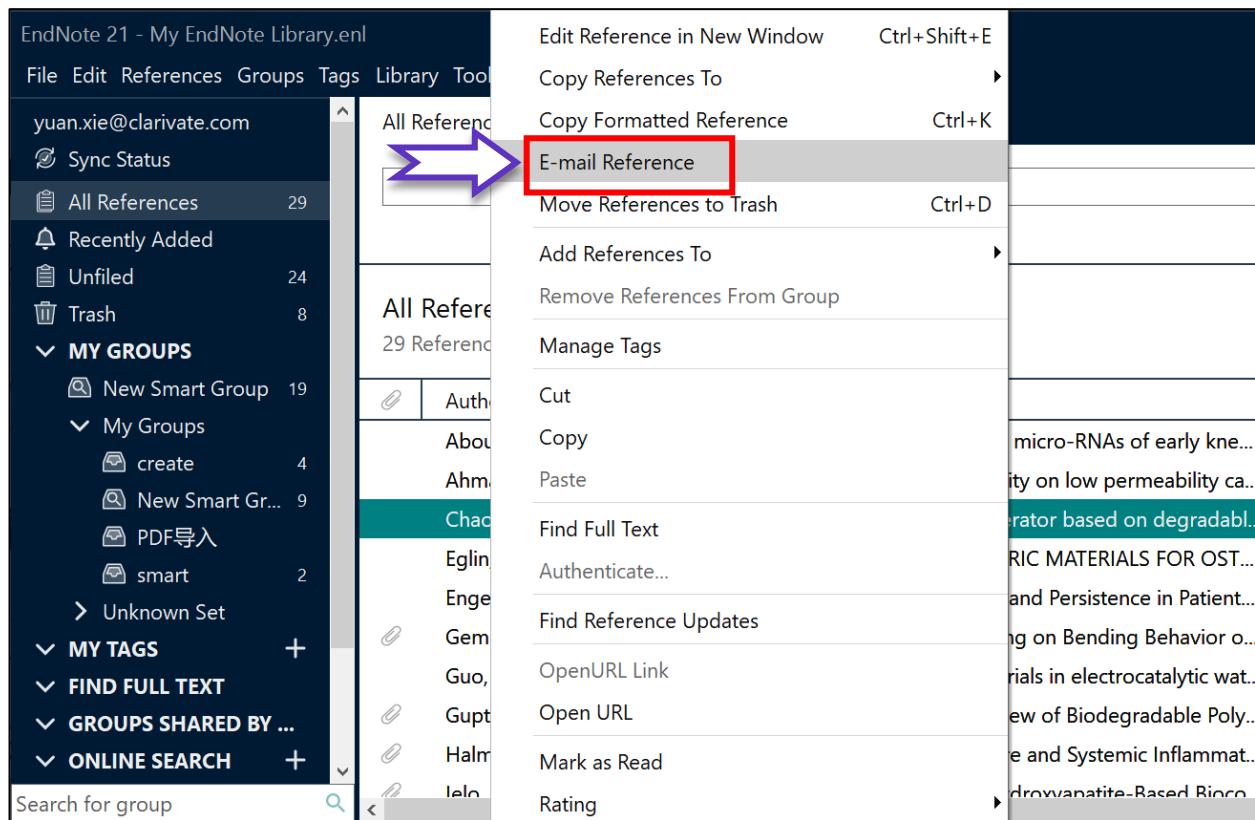 EndNote 21 - My EndNote Library.enl
File Edit References Groups Tags Library Tool
yuan.xie@clarivate.com
Sync Status
All References 29
Recently Added
Unfiled 24
Trash 8
MY GROUPS
New Smart Group 19
My Groups
create 4
New Smart Gr... 9
PDF导入
smart 2
Unknown Set
MY TAGS
FIND FULL TEXT
GROUPS SHARED BY ...
ONLINE SEARCH
Search for group
All Referenc
All Refere
29 Referenc
Auth
Abou
Ahma
Chao
Eglin
Enge
Gem
Guo,
Gupt
Halm
Jelo
Edit Reference in New Window Ctrl+Shift+E
Copy References To
Copy Formatted Reference Ctrl+K
E-mail Reference
Move References to Trash Ctrl+D
Add References To
Remove References From Group
Manage Tags
Cut
Copy
Paste
Find Full Text
Authenticate...
Find Reference Updates
OpenURL Link
Open URL
Mark as Read
Rating
micro-RNAs of early kne...
ity on low permeability ca...
erator based on degradabl...
RIC MATERIALS FOR OST...
and Persistence in Patient...
ng on Bending Behavior o...
rials in electrocatalytic wat...
ew of Biodegradable Poly...
e and Systemic Inflammat...
droxyapatite-Based Bioco